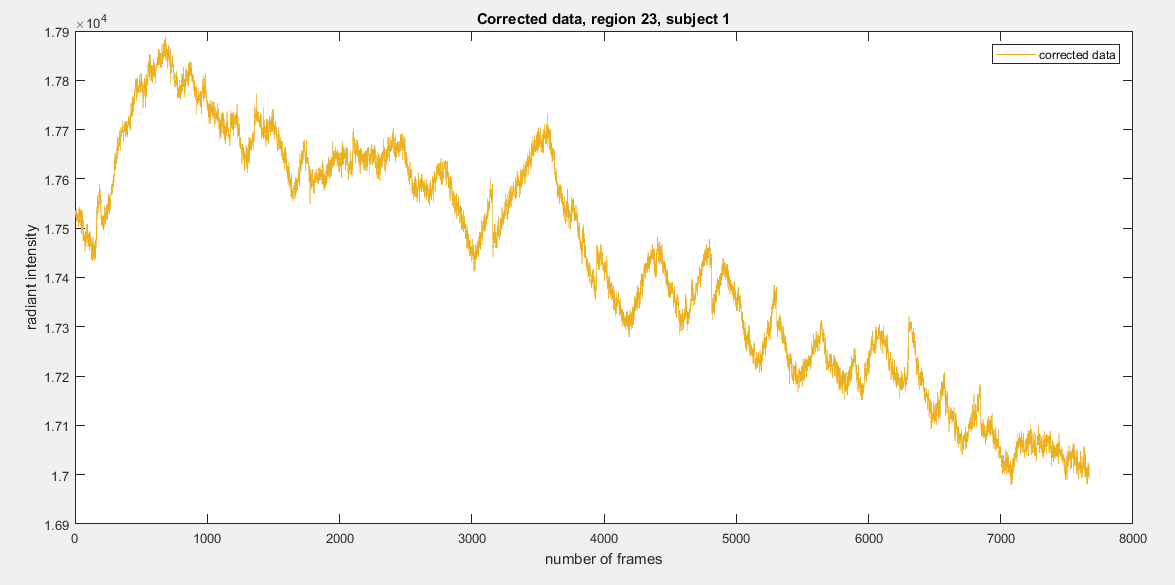 Corrected data, region 23, subject 1
×10⁴
1.79
1.78
1.77
1.76
1.75
1.74
1.73
1.72
1.71
1.7
1.69
radiant intensity
corrected data
0 1000 2000 3000 4000 5000 6000 7000 8000
number of frames